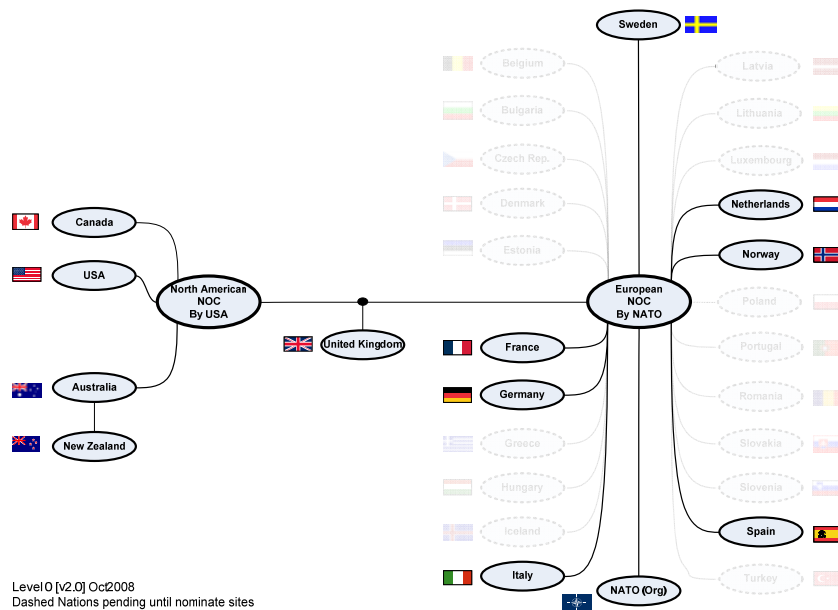 Sweden
Belgium
Latvia
Bulgaria
Lithuania
Czech Rep.
Luxembourg
Denmark
Netherlands
Canada
Estonia
Norway
USA
North American
NOC
By USA
European
NOC
By NATO
Poland
United Kingdom
France
Portugal
Australia
Germany
Romania
New Zealand
Greece
Slovakia
Hungary
Slovenia
Iceland
Spain
Italy
Turkey
NATO (Org)
Level 0 [v2.0] Oct2008
Dashed Nations pending until nominate sites